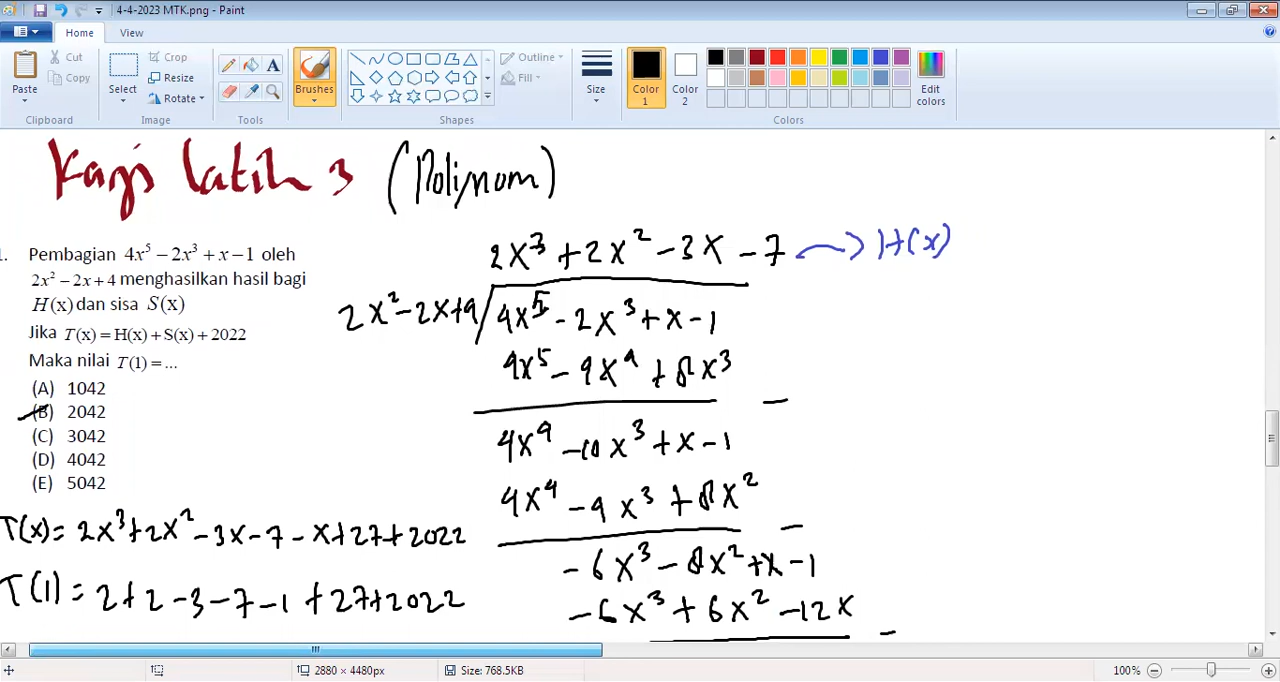 4-4-2023 MTK.png - Paint
Home View
Paste
Cut
Copy
Clipboard
Select
Crop
Resize
Rotate
Image
A
Tools
Brushes
Outline
Fill
Shapes
Size
Color 1
Color 2
Edit colors
Colors
Kaji latih 3 (Polinom)
1. Pembagian 4x⁵ − 2x³ + x − 1 oleh
2x² − 2x + 4 menghasilkan hasil bagi
H(x) dan sisa S(x)
Jika T(x) = H(x) + S(x) + 2022
Maka nilai T(1) = ...
(A) 1042
(B) 2042
(C) 3042
(D) 4042
(E) 5042
T(x) = 2x³ + 2x² − 3x − 7 − x + 27 + 2022
T(1) = 2 + 2 − 3 − 7 − 1 + 27 + 2022
2x³ + 2x² − 3x − 7 → H(x)
2x² − 2x + 4 / 4x⁵ − 2x³ + x − 1
4x⁵ − 4x⁴ + 8x³
−
4x⁴ − 10x³ + x − 1
4x⁴ − 4x³ + 8x²
−
−6x³ − 8x² + x − 1
−6x³ + 6x² − 12x
−
2880 × 4480px
Size: 768.5KB
100%